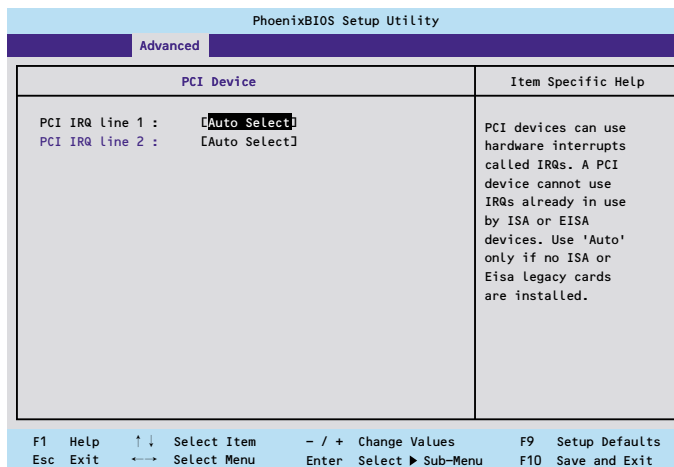 PhoenixBIOS Setup Utility
Advanced
PCI Device
Item Specific Help
PCI IRQ line 1 : [Auto Select]
PCI IRQ line 2 : [Auto Select]
PCI devices can use
hardware interrupts
called IRQs. A PCI
device cannot use
IRQs already in use
by ISA or EISA
devices. Use 'Auto'
only if no ISA or
Eisa legacy cards
are installed.
F1 Help ↑↓ Select Item − / + Change Values F9 Setup Defaults
Esc Exit ←→ Select Menu Enter Select ▶ Sub−Menu F10 Save and Exit